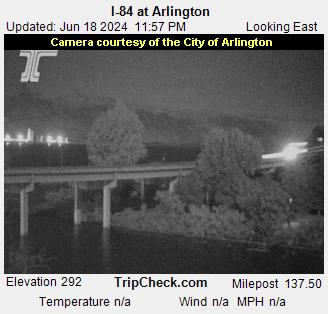 I-84 at Arlington
Updated: Jun 18 2024 11:57 PM Looking East
Camera courtesy of the City of Arlington
Elevation 292 TripCheck.com Milepost 137.50
Temperature n/a Wind n/a MPH n/a